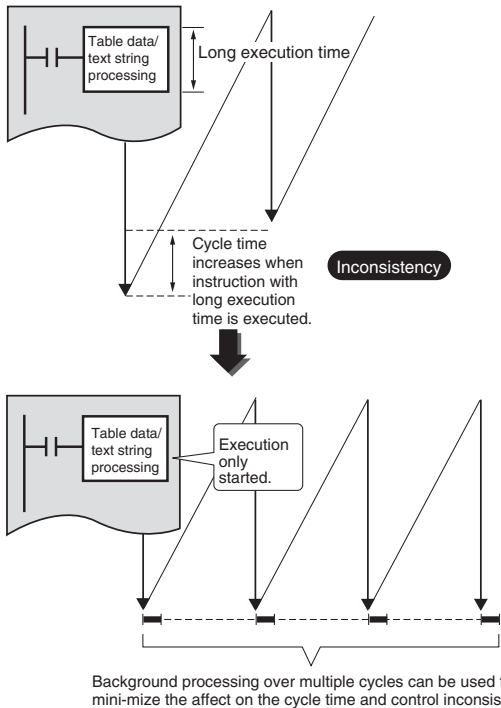 Table data/
text string
processing
Long execution time
Cycle time
increases when
instruction with
long execution
time is executed.
Inconsistency
Table data/
text string
processing
Execution
only
started.
Background processing over multiple cycles can be used
mini-mize the affect on the cycle time and control